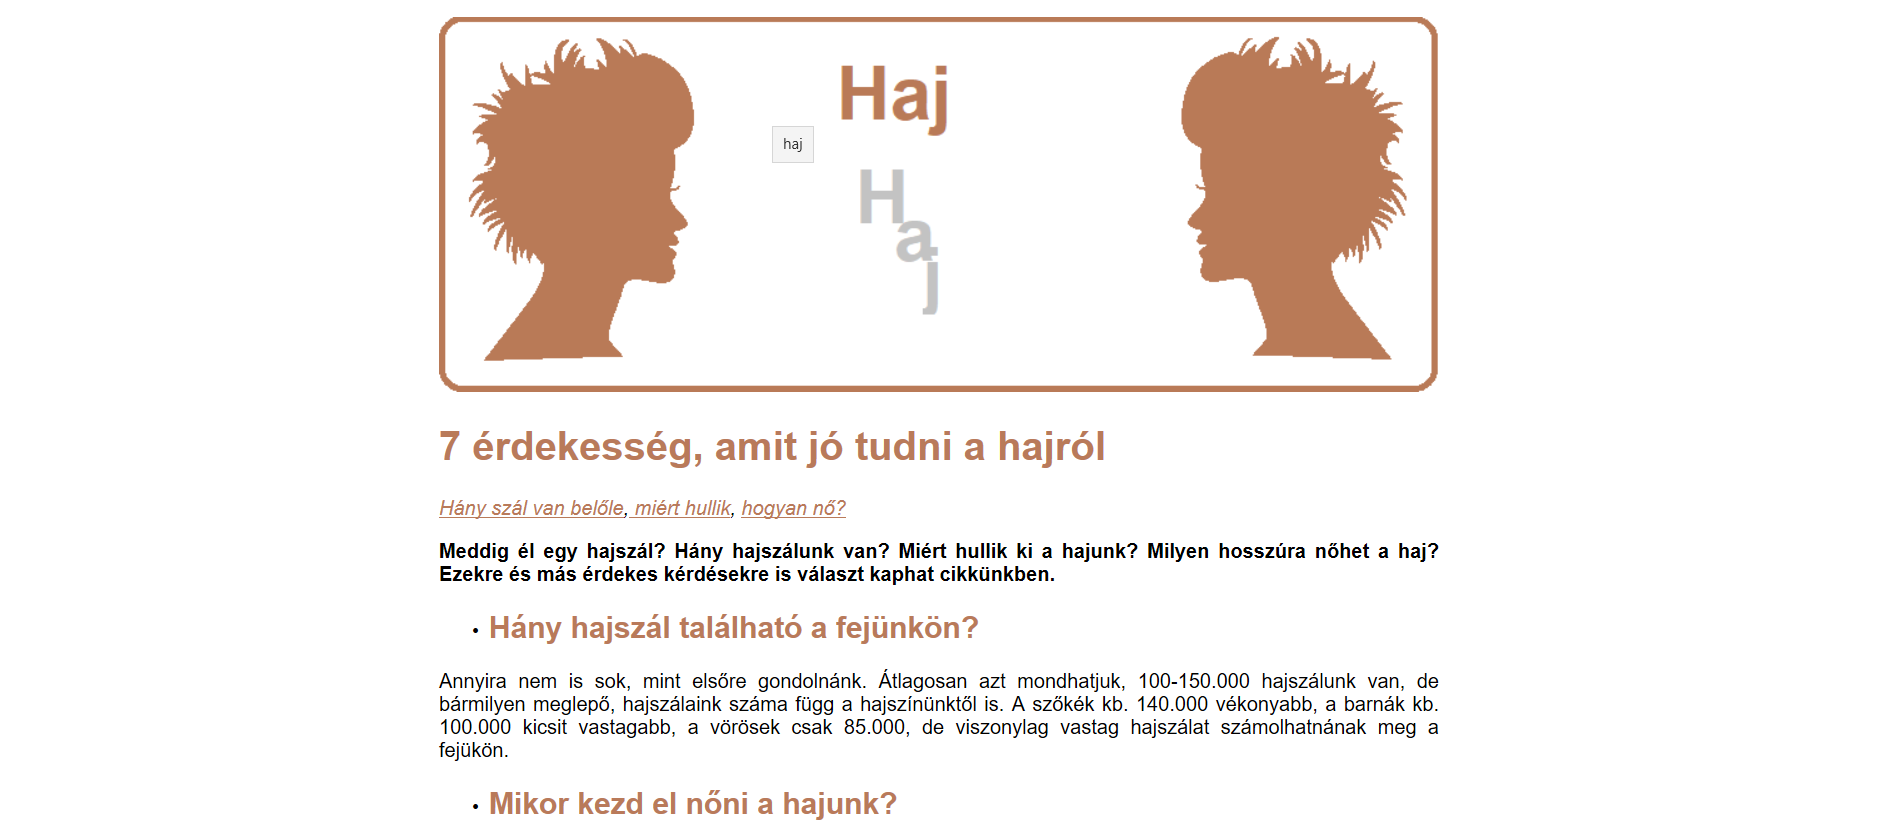 Haj
haj
H
a
j
7 érdekesség, amit jó tudni a hajról
Hány szál van belőle, miért hullik, hogyan nő?
Meddig él egy hajszál? Hány hajszálunk van? Miért hullik ki a hajunk? Milyen hosszúra nőhet a haj?
Ezekre és más érdekes kérdésekre is választ kaphat cikkünkben.
• Hány hajszál található a fejünkön?
Annyira nem is sok, mint elsőre gondolnánk. Átlagosan azt mondhatjuk, 100-150.000 hajszálunk van, de
bármilyen meglepő, hajszálaink száma függ a hajszínünktől is. A szőkék kb. 140.000 vékonyabb, a barnák kb.
100.000 kicsit vastagabb, a vörösek csak 85.000, de viszonylag vastag hajszálat számolhatnának meg a
fejükön.
• Mikor kezd el nőni a hajunk?